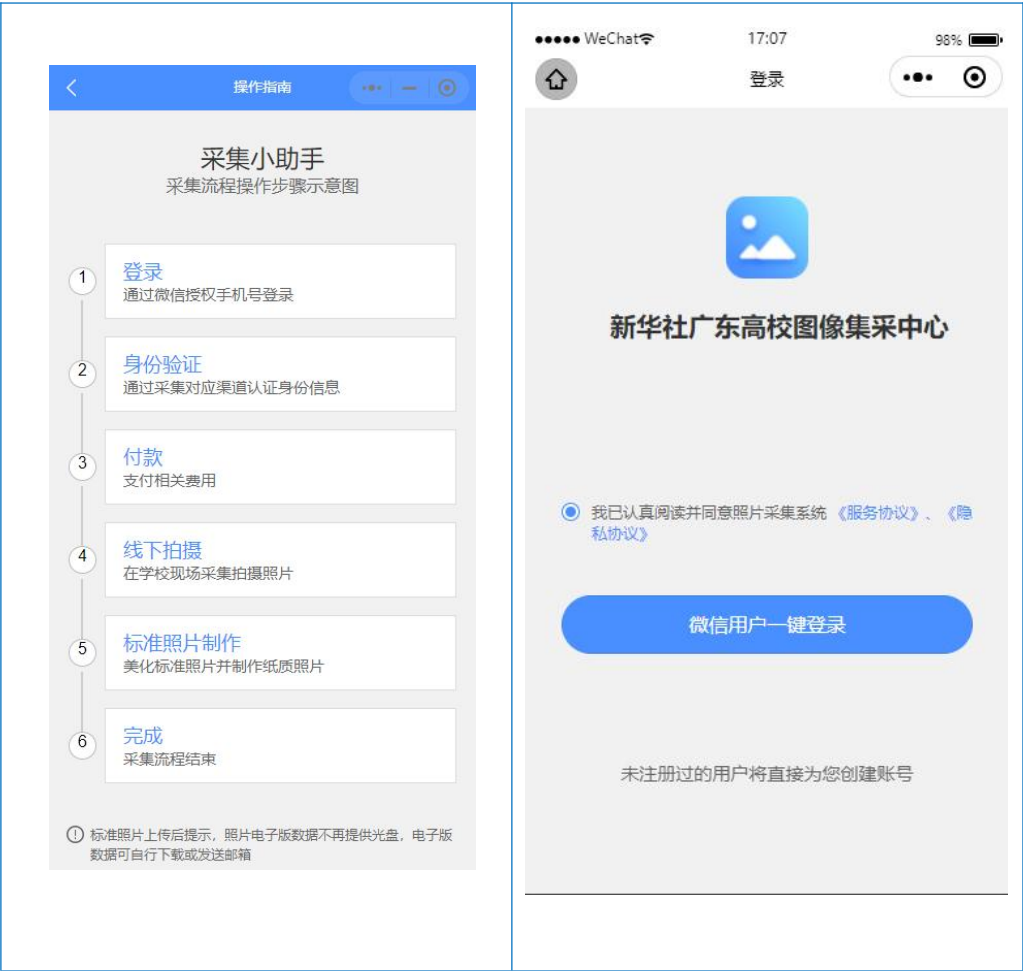 操作指南
采集小助手
采集流程操作步骤示意图
1
登录
通过微信授权手机号登录
2
身份验证
通过采集对应渠道认证身份信息
3
付款
支付相关费用
4
线下拍摄
在学校现场采集拍摄照片
5
标准照片制作
美化标准照片并制作纸质照片
6
完成
采集流程结束
标准照片上传后提示，照片电子版数据不再提供光盘，电子版
数据可自行下载或发送邮箱
WeChat
17:07
98%
登录
新华社广东高校图像集采中心
我已认真阅读并同意照片采集系统《服务协议》、《隐
私协议》
微信用户一键登录
未注册过的用户将直接为您创建账号